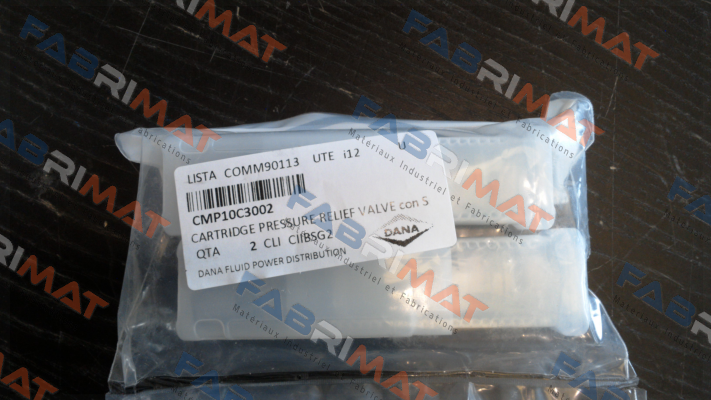 LISTA COMM90113 UTE i12 U
CMP10C3002
CARTRIDGE PRESSURE RELIEF VALVE con S
QTA 2 CLI CIIBSG2
DANA
DANA FLUID POWER DISTRIBUTION
FABRIMAT
Matériaux Industriel et Fabrications